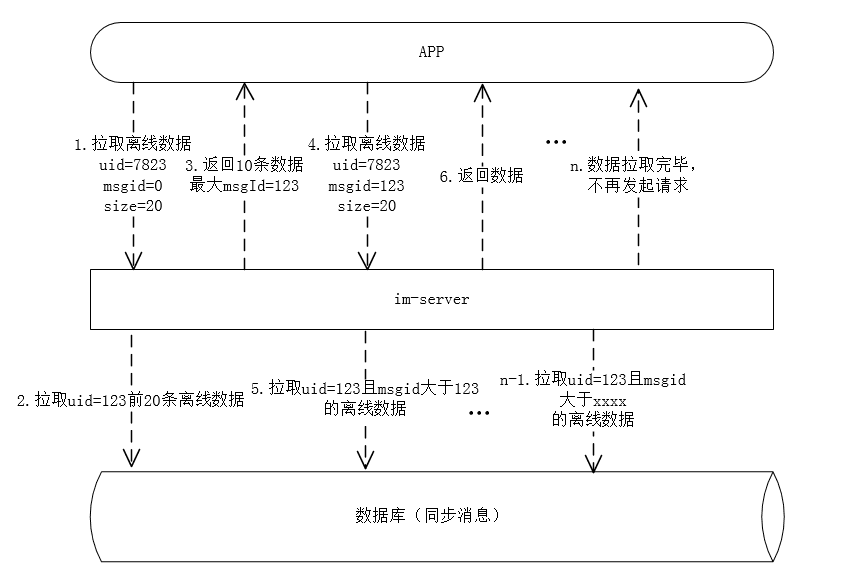 APP
1.拉取离线数据
uid=7823
msgid=0
size=20
3.返回10条数据
最大msgId=123
4.拉取离线数据
uid=7823
msgid=123
size=20
6.返回数据
…
n.数据拉取完毕，
不再发起请求
im-server
2.拉取uid=123前20条离线数据
5.拉取uid=123且msgid大于123
的离线数据
…
n-1.拉取uid=123且msgid
大于xxxx
的离线数据
数据库（同步消息）